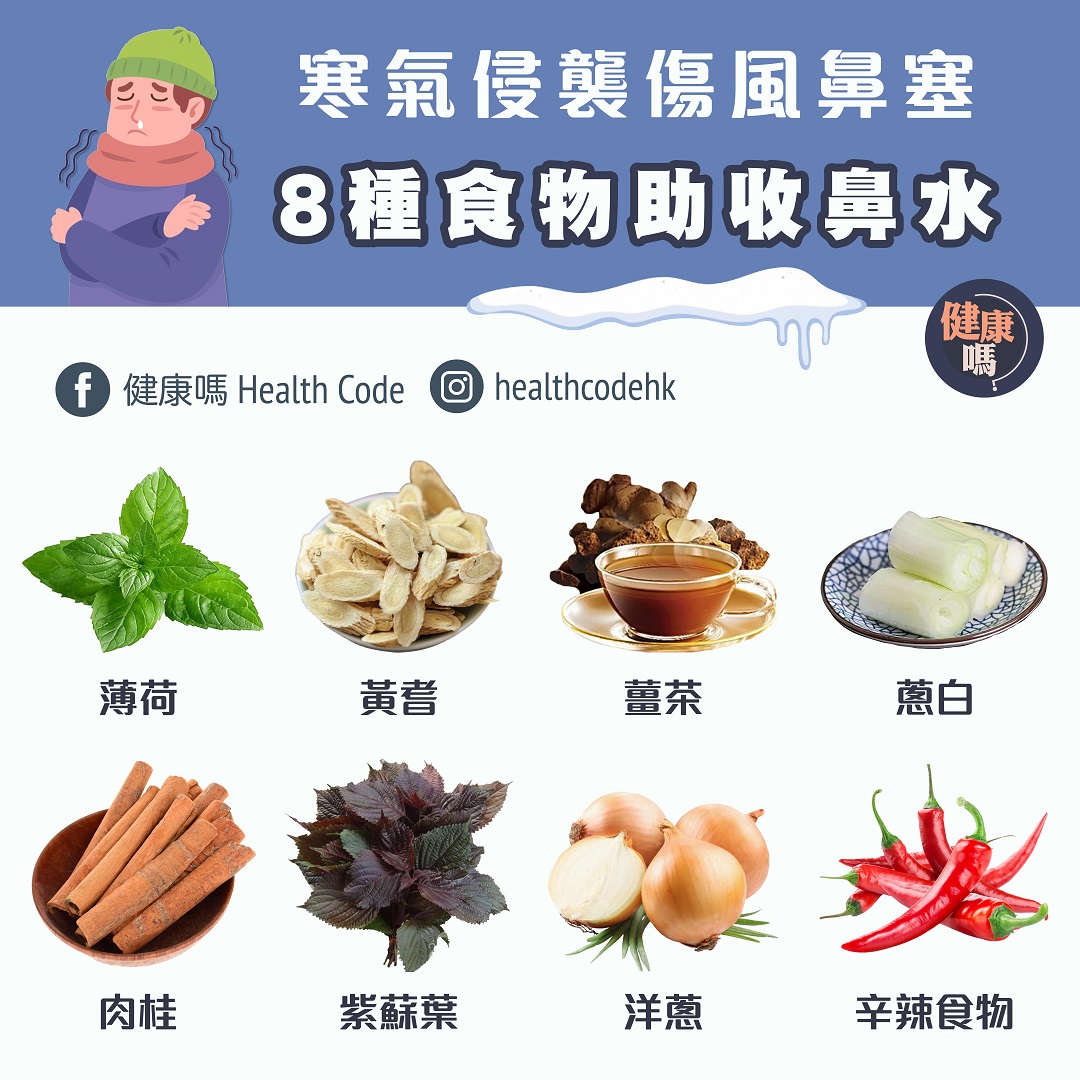 寒氣侵襲傷風鼻塞
8種食物助收鼻水
健康
嗎?
健康嗎 Health Code
healthcodehk
薄荷
黃耆
薑茶
蔥白
肉桂
紫蘇葉
洋蔥
辛辣食物